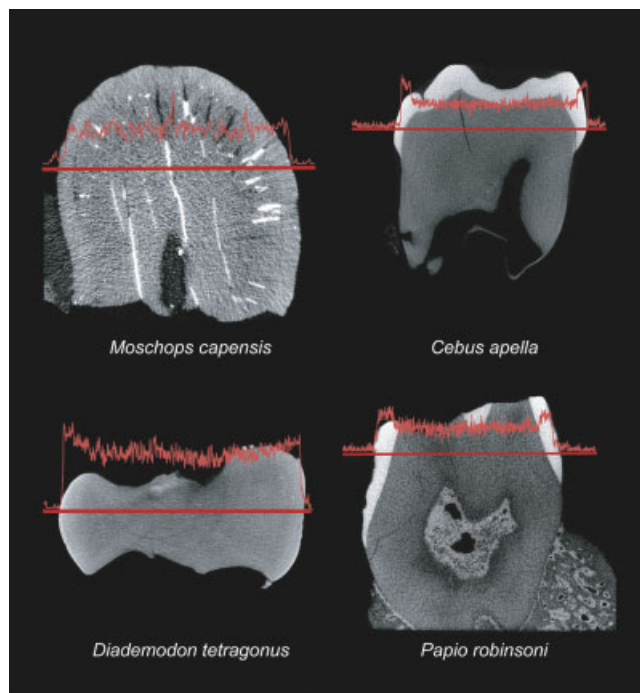 Moschops capensis
Cebus apella
Diademodon tetragonus
Papio robinsoni